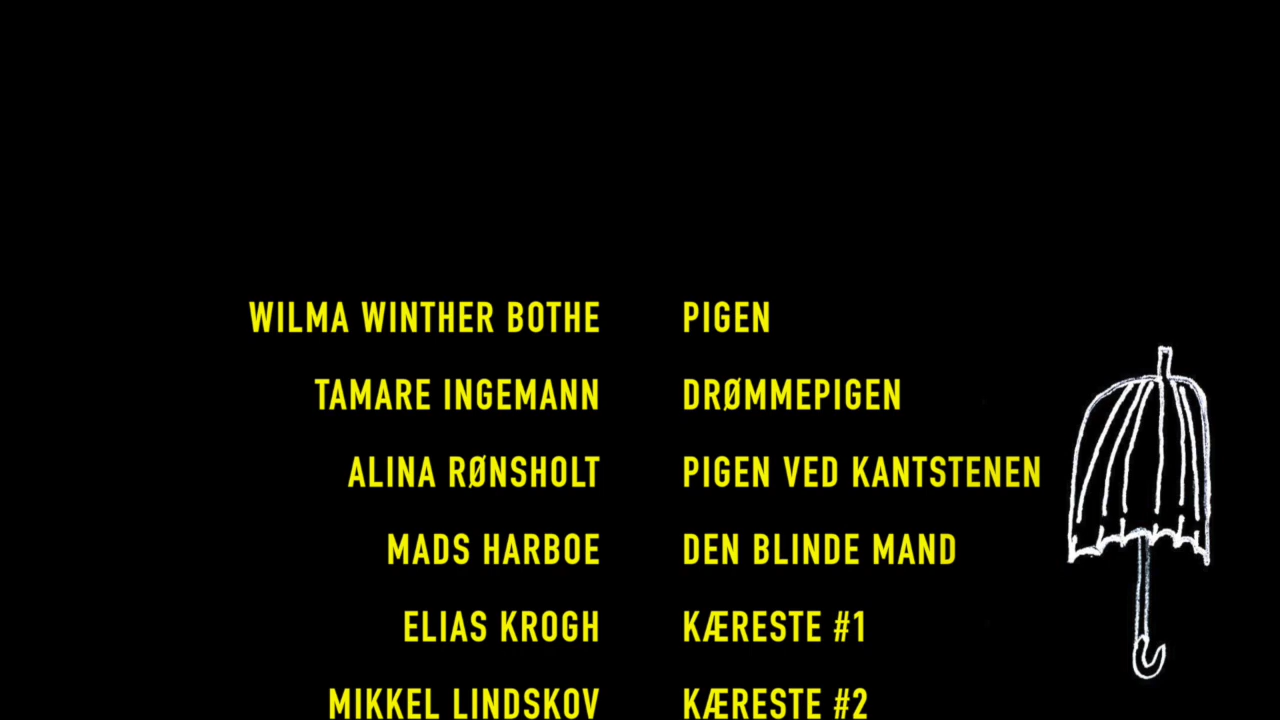 WILMA WINTHER BOTHE PIGEN
TAMARE INGEMANN DRØMMEPIGEN
ALINA RØNSHOLT PIGEN VED KANTSTENEN
MADS HARBOE DEN BLINDE MAND
ELIAS KROGH KÆRESTE #1
MIKKEL LINDSKOV KÆRESTE #2